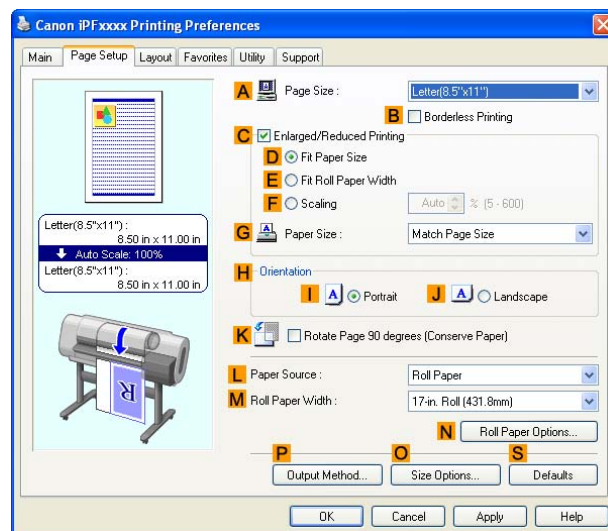 Canon iPFxxxx Printing Preferences
Main Page Setup Layout Favorites Utility Support
A Page Size : Letter(8.5"x11")
B Borderless Printing
C Enlarged/Reduced Printing
D Fit Paper Size
E Fit Roll Paper Width
F Scaling Auto % (5 - 600)
G Paper Size : Match Page Size
Letter(8.5"x11") :
8.50 in x 11.00 in
Auto Scale: 100%
Letter(8.5"x11") :
8.50 in x 11.00 in
R
H Orientation
I A Portrait J A Landscape
K Rotate Page 90 degrees (Conserve Paper)
L Paper Source : Roll Paper
M Roll Paper Width : 17-in. Roll (431.8mm)
N Roll Paper Options...
P O S
Output Method... Size Options... Defaults
OK Cancel Apply Help